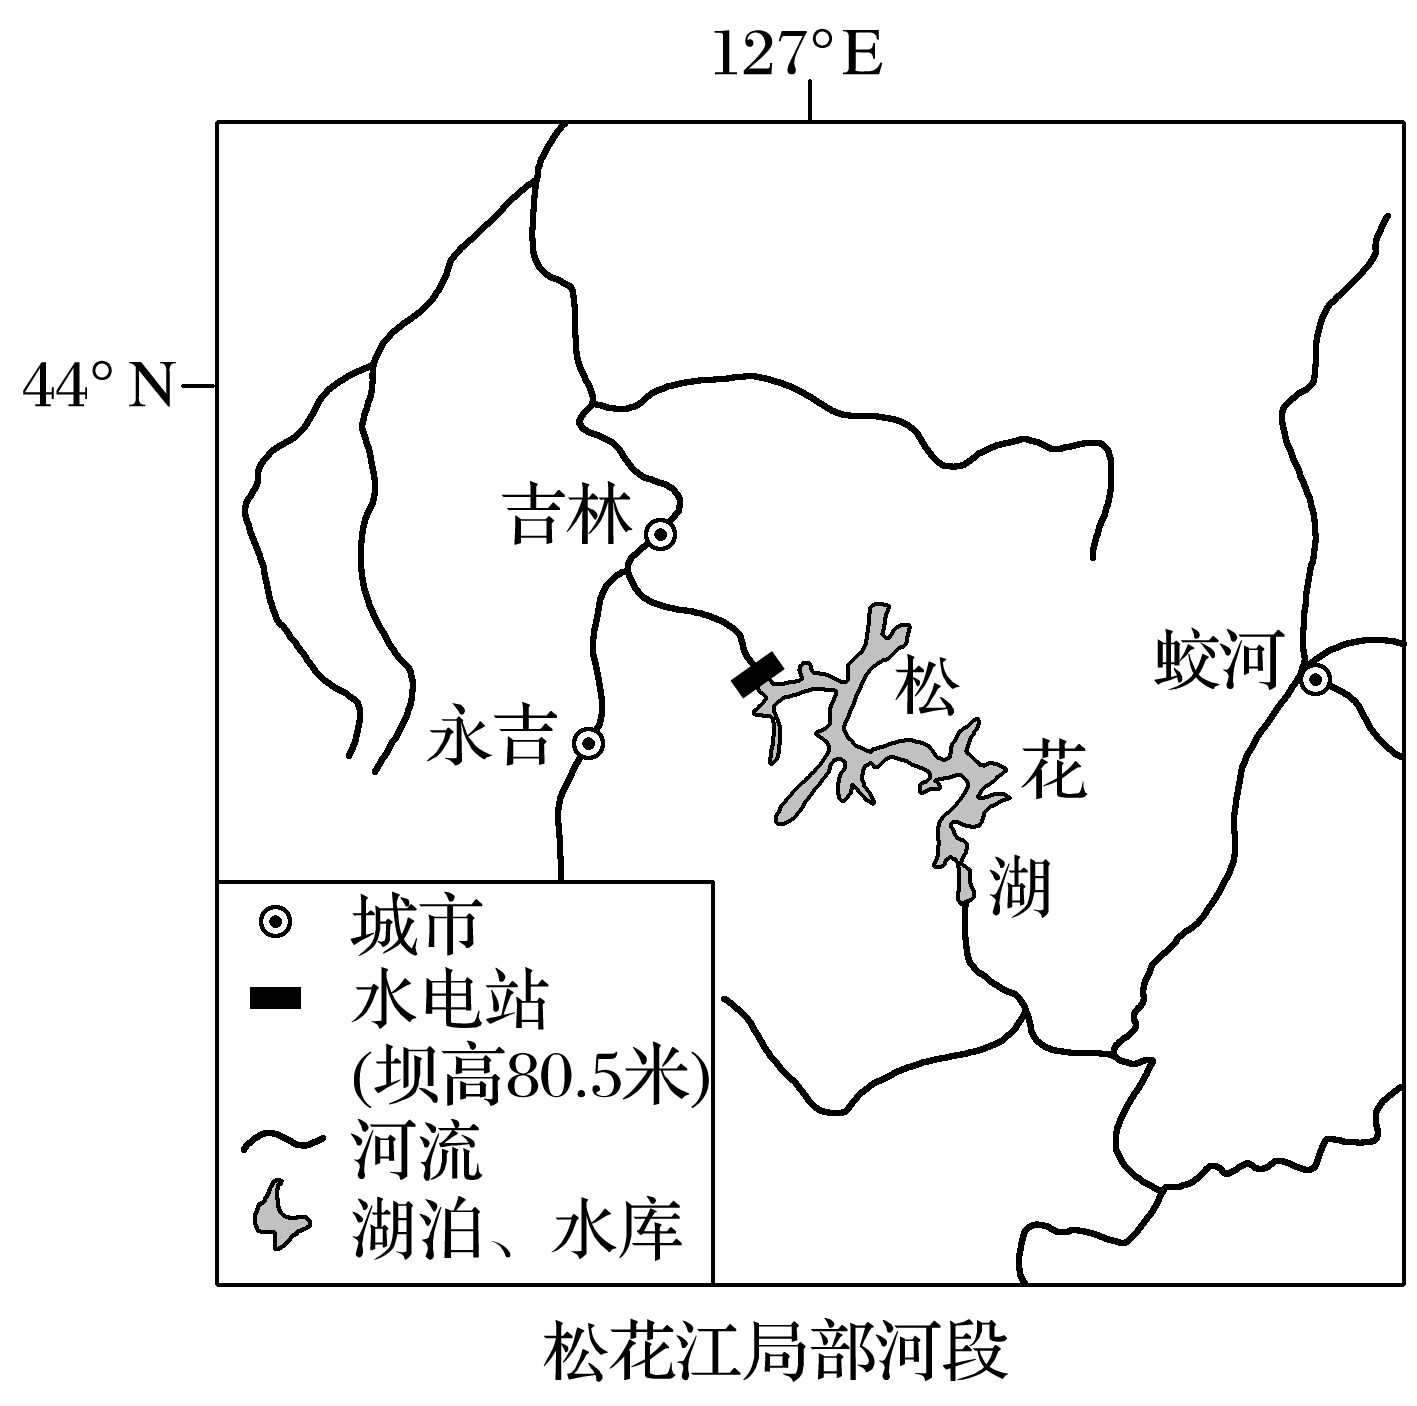 127°E
44°N
吉林
蛟河
松
永吉
花
湖
城市
水电站
(坝高80.5米)
河流
湖泊、水库
松花江局部河段